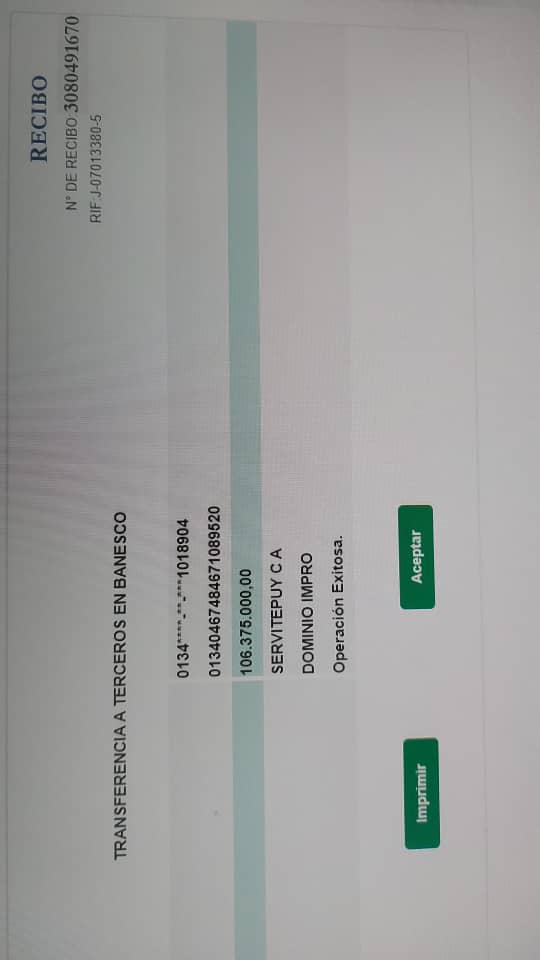 RECIBO
N° DE RECIBO:3080491670
RIF:J-07013380-5
TRANSFERENCIA A TERCEROS EN BANESCO
0134****-**-***1018904
01340467484671089520
106.375.000,00
SERVITEPUY C A
DOMINIO IMPRO
Operación Exitosa.
Imprimir
Aceptar